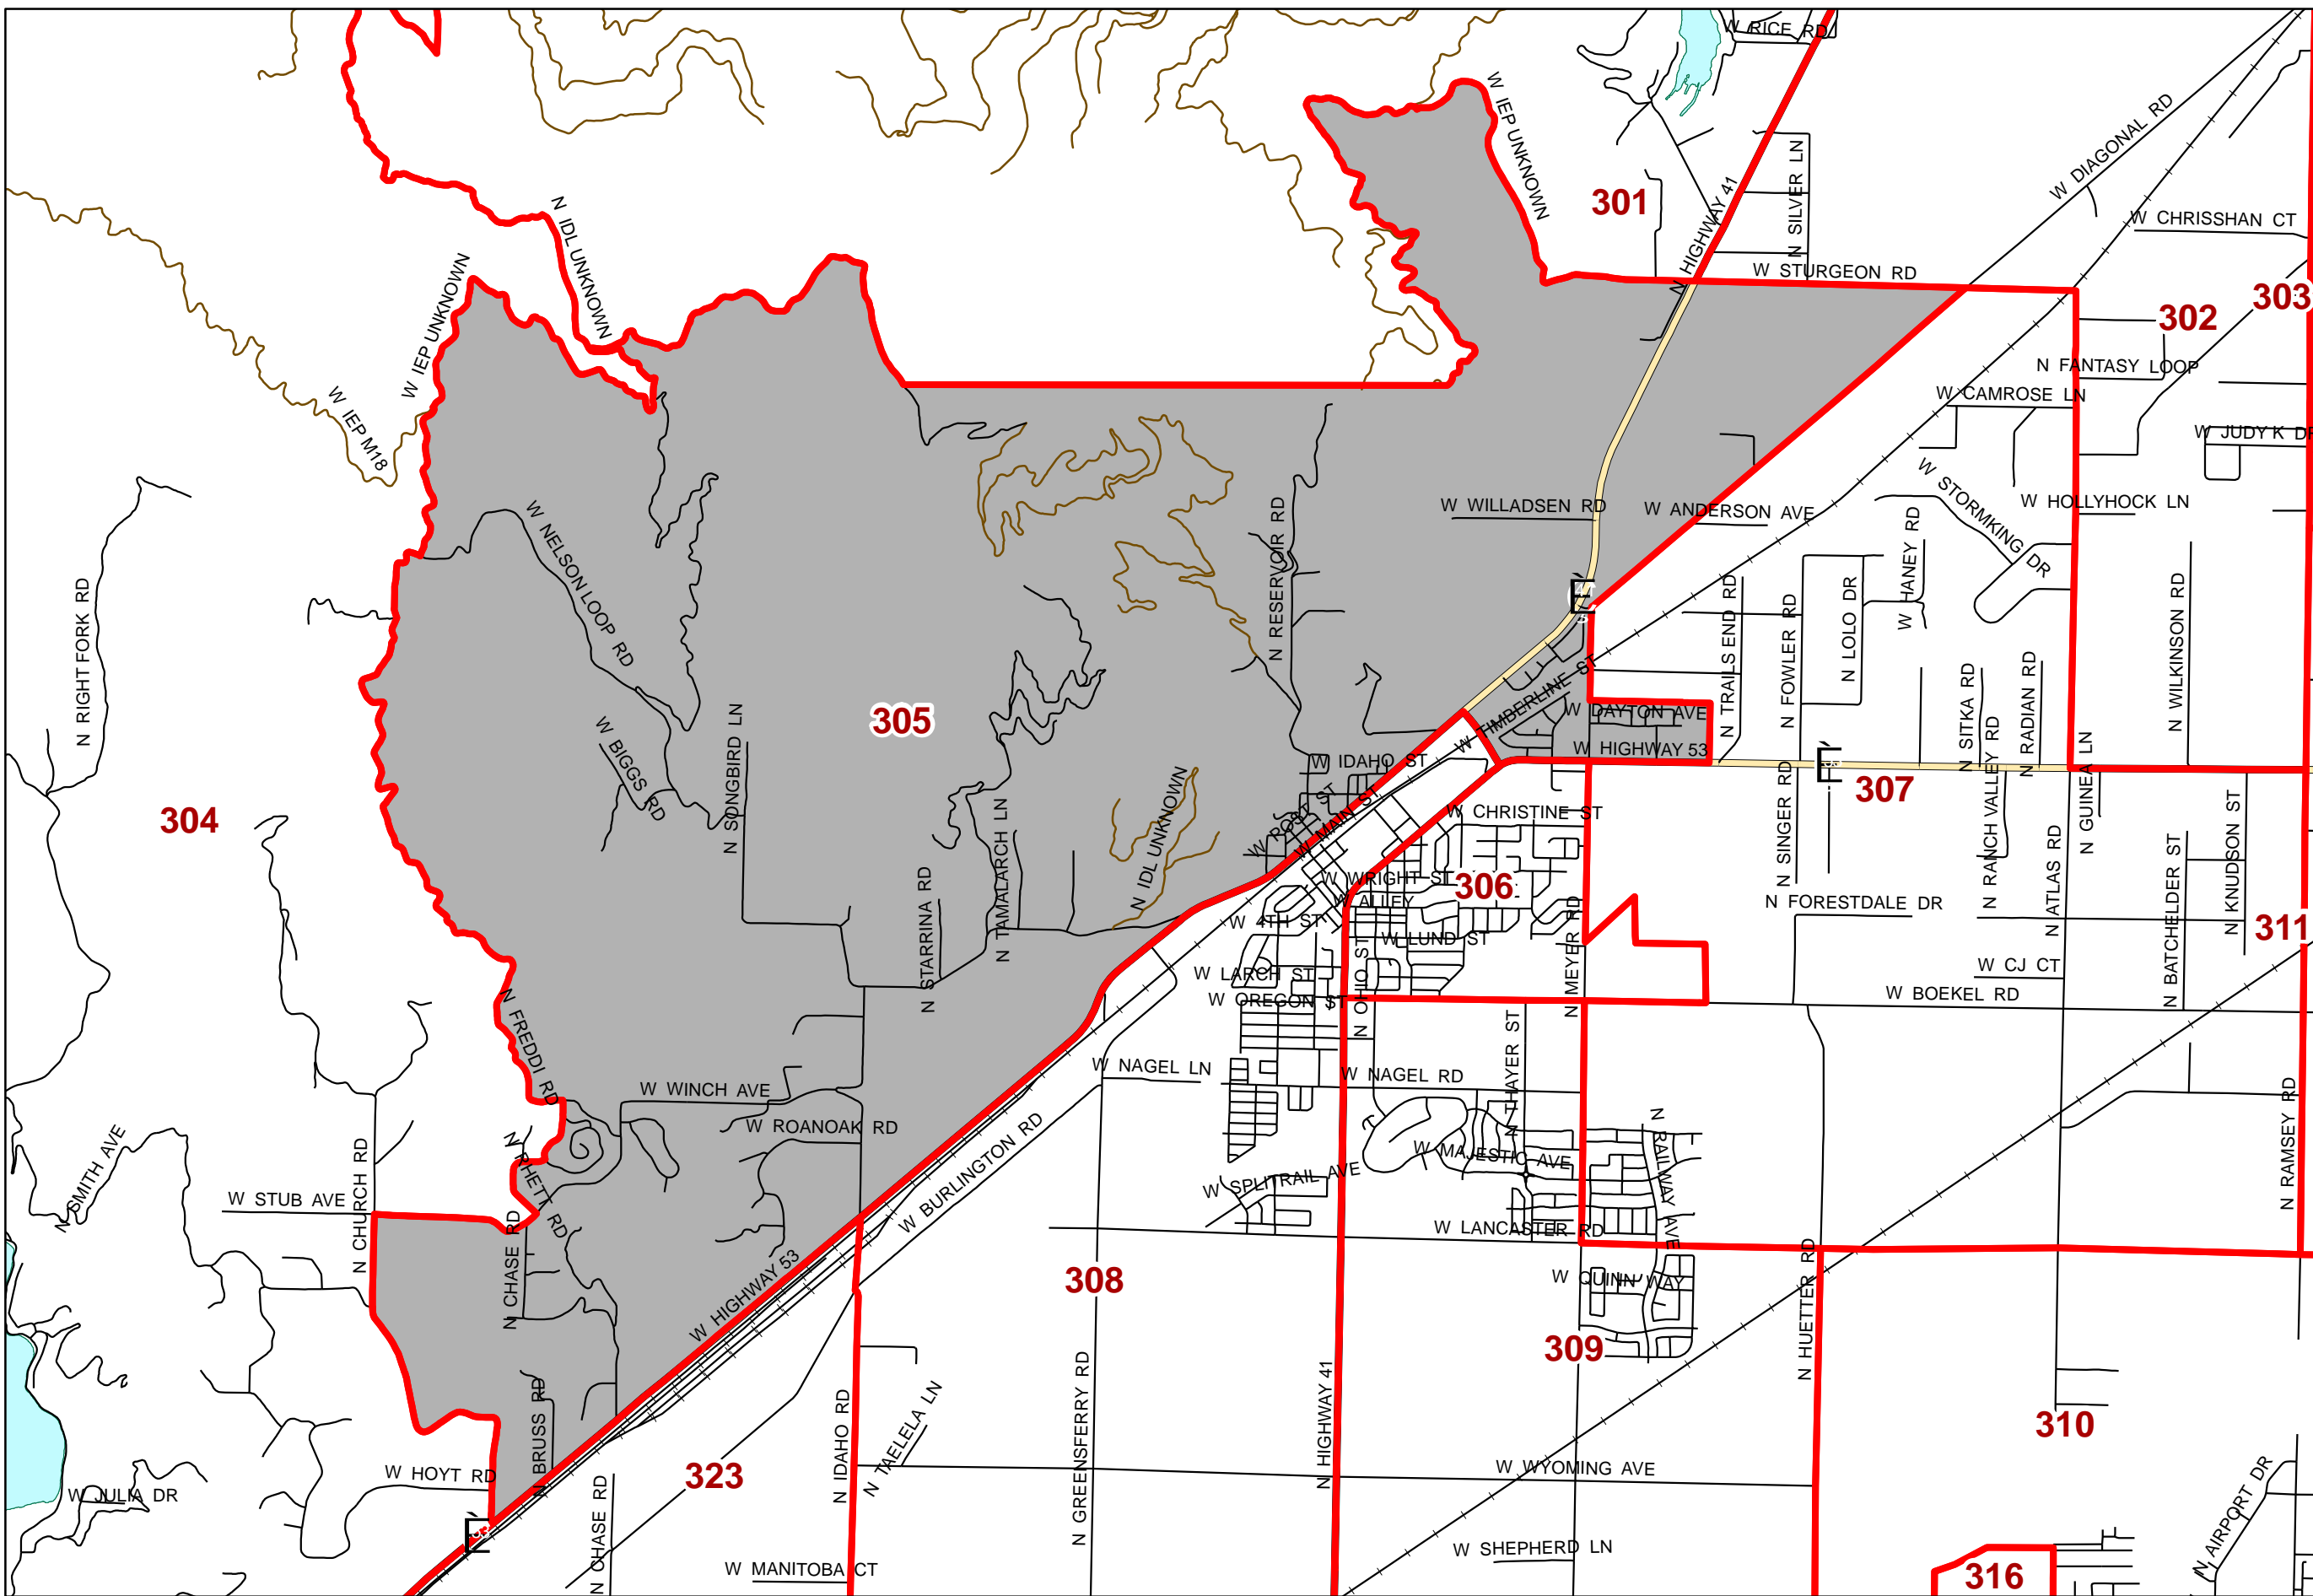 W RICE RD
W IEP UNKNOWN
W DIAGONAL RD
301
N SILVER LN
N HIGHWAY 41
W CHRISSHAN CT
N IDL UNKNOWN
W STURGEON RD
303
302
W IEP UNKNOWN
N FANTASY LOOP
W CAMROSE LN
W IEP M18
W JUDY K DR
W STORMKING DR
W HOLLYHOCK LN
W WILLADSEN RD
W ANDERSON AVE
N RESERVOIR RD
W HANEY RD
W NELSON LOOP RD
N RIGHT FORK RD
N TRAILS END RD
N FOWLER RD
N LOLO DR
N WILKINSON RD
305
W TIMBERLINE ST
W DAYTON AVE
N SITKA RD
N RADIAN RD
W HIGHWAY 53
W BIGGS RD
N SONGBIRD LN
W IDAHO ST
N RANCH VALLEY RD
N GUINEA LN
307
N SINGER RD
304
N IDL UNKNOWN
W ROST ST
W MAIN ST
W CHRISTINE ST
N TAMALARCH LN
N STARRINA RD
W WRIGHT ST
306
W ALLEY
N ATLAS RD
N BATCHELDER ST
N KNUDSON ST
N FORESTDALE DR
W 4TH ST
W LUND ST
N MEYER RD
311
W LARCH ST
W CJ CT
W OREGON ST
N OHIO ST
W BOEKEL RD
N FREDDI RD
N THAYER ST
W NAGEL LN
W NAGEL RD
W WINCH AVE
W ROANOAK RD
N RAMSEY RD
N SMITH AVE
N CHURCH RD
N RHETT RD
W BURLINGTON RD
W MAJESTIC AVE
N RAILWAY AVE
W STUB AVE
W SPLITRAIL AVE
N CHASE RD
W LANCASTER RD
308
W QUINN WAY
N HUETTER RD
W HIGHWAY 53
309
N GREENSFERRY RD
N HIGHWAY 41
N TAELELA LN
N IDAHO RD
310
N BRUSS RD
W HOYT RD
323
W WYOMING AVE
W JULIA DR
N CHASE RD
N AIRPORT DR
W SHEPHERD LN
W MANITOBA CT
316